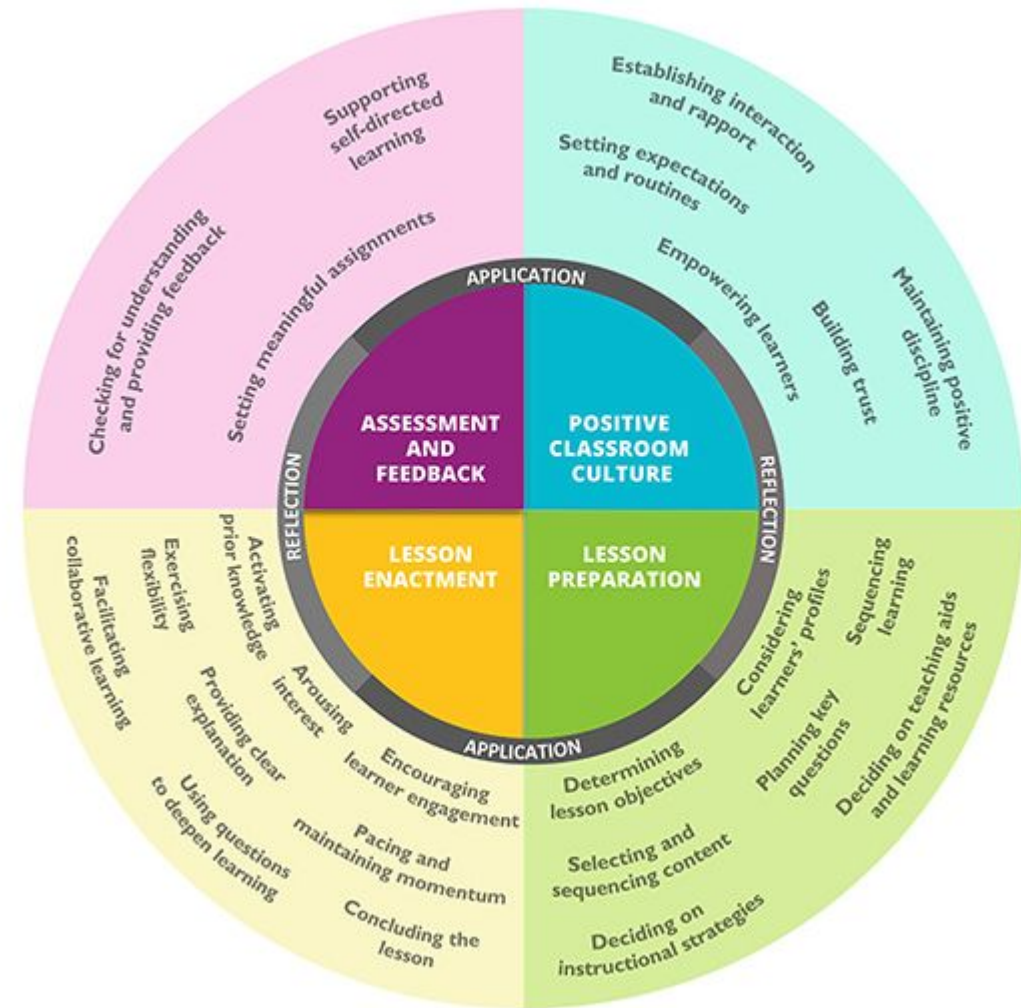 Supporting
self-directed
learning
Checking for understanding
and providing feedback
Setting meaningful assignments
Establishing interaction
and rapport
Setting expectations
and routines
Empowering learners
Building trust
Maintaining positive
discipline
APPLICATION
REFLECTION
REFLECTION
APPLICATION
ASSESSMENT
AND
FEEDBACK
POSITIVE
CLASSROOM
CULTURE
LESSON
ENACTMENT
LESSON
PREPARATION
Activating
prior knowledge
Exercising
flexibility
Facilitating
collaborative learning
Arousing
interest
Providing clear
explanation
Using questions
to deepen learning
Encouraging
learner engagement
Pacing and
maintaining momentum
Concluding the
lesson
Considering
learners' profiles
Sequencing
learning
Determining
lesson objectives
Planning key
questions
Deciding on teaching aids
and learning resources
Selecting and
sequencing content
Deciding on
instructional strategies